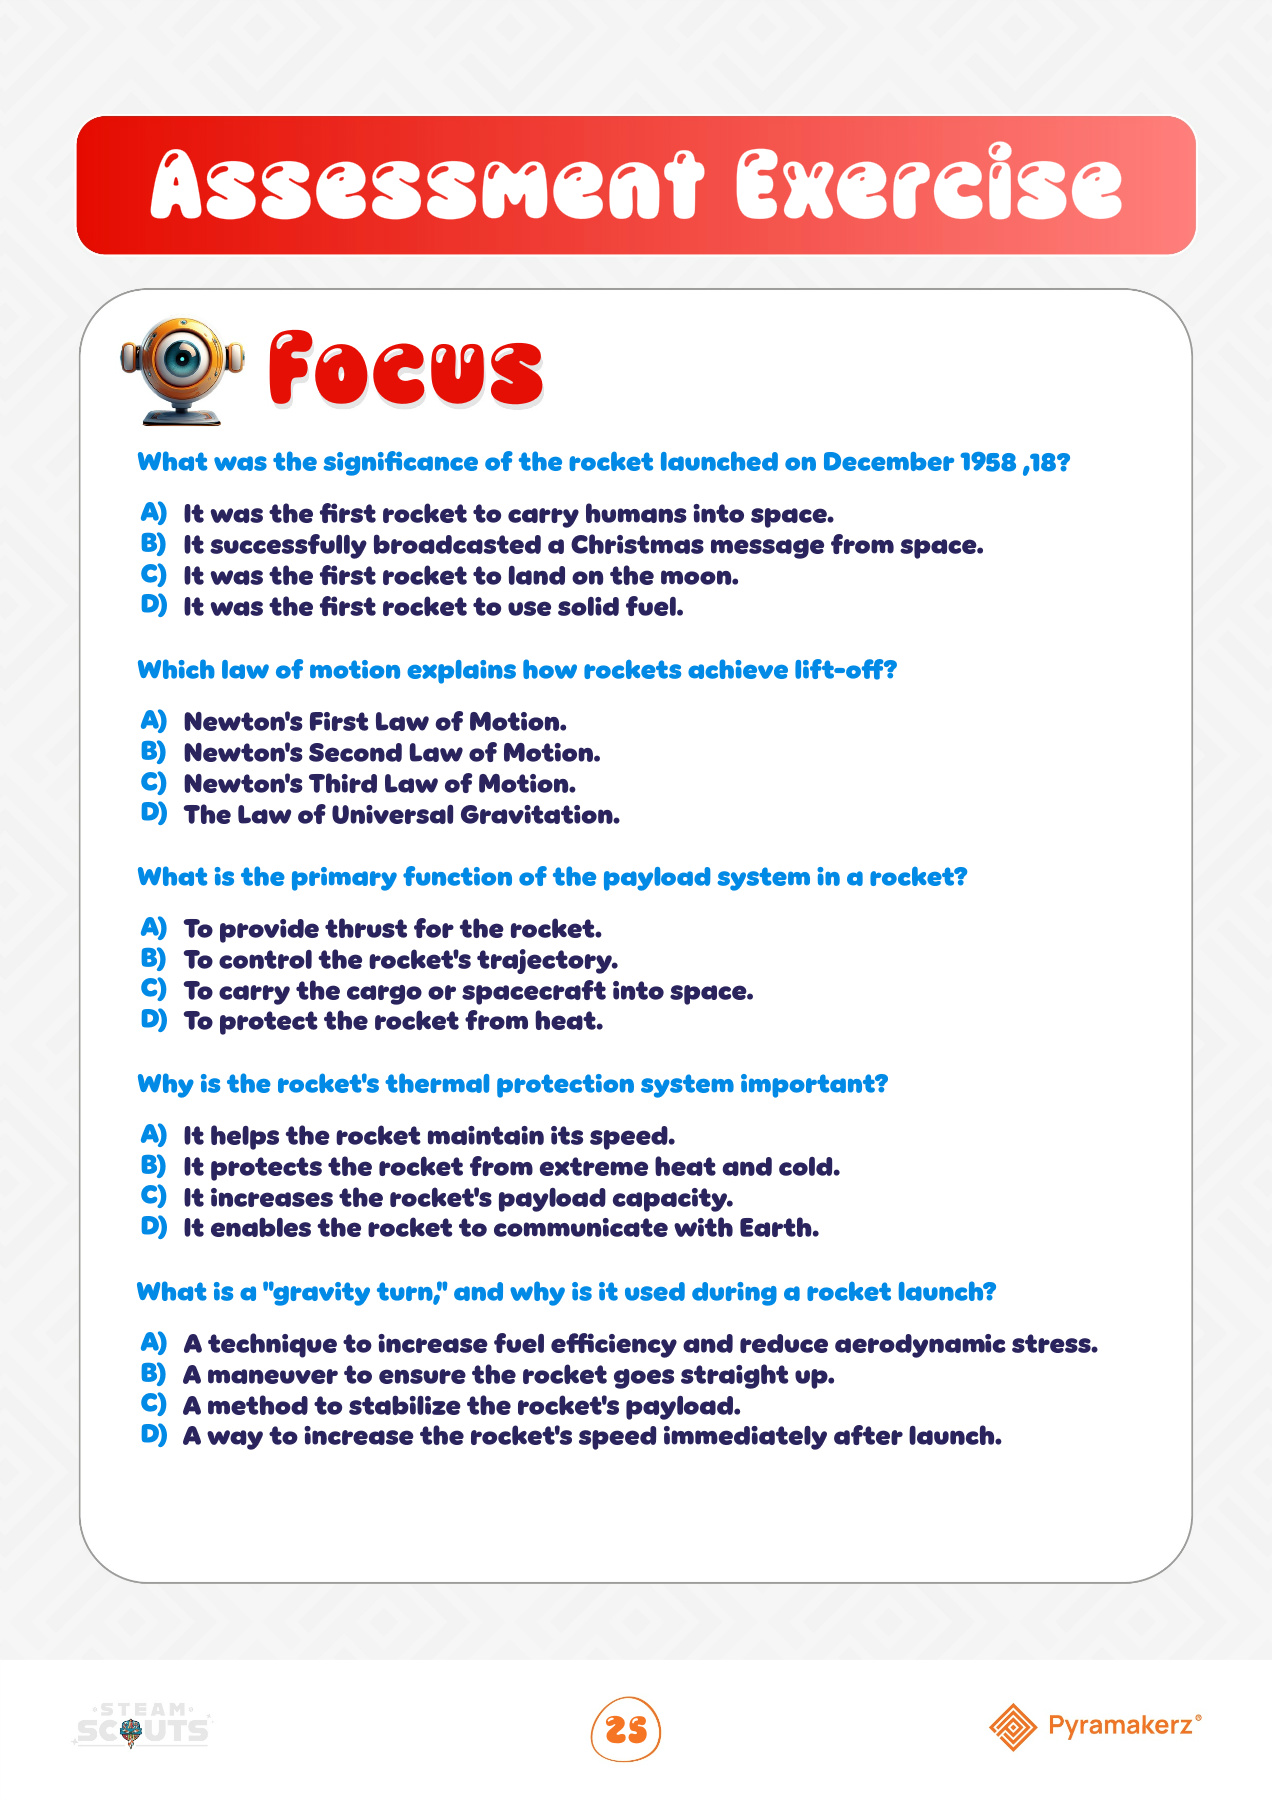 Assessment Exercise
Focus
What was the significance of the rocket launched on December 1958 ,18?
A) It was the first rocket to carry humans into space.
B) It successfully broadcasted a Christmas message from space.
C) It was the first rocket to land on the moon.
D) It was the first rocket to use solid fuel.
Which law of motion explains how rockets achieve lift-off?
A) Newton's First Law of Motion.
B) Newton's Second Law of Motion.
C) Newton's Third Law of Motion.
D) The Law of Universal Gravitation.
What is the primary function of the payload system in a rocket?
A) To provide thrust for the rocket.
B) To control the rocket's trajectory.
C) To carry the cargo or spacecraft into space.
D) To protect the rocket from heat.
Why is the rocket's thermal protection system important?
A) It helps the rocket maintain its speed.
B) It protects the rocket from extreme heat and cold.
C) It increases the rocket's payload capacity.
D) It enables the rocket to communicate with Earth.
What is a "gravity turn," and why is it used during a rocket launch?
A) A technique to increase fuel efficiency and reduce aerodynamic stress.
B) A maneuver to ensure the rocket goes straight up.
C) A method to stabilize the rocket's payload.
D) A way to increase the rocket's speed immediately after launch.
STEAM
SCOUTS
25
Pyramakerz®